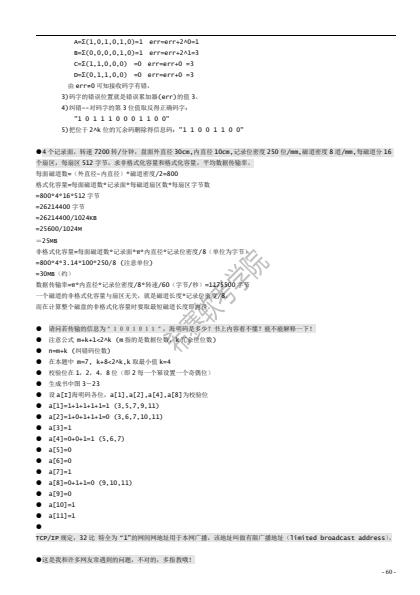 A=Σ(1,0,1,0,1,0)=1 err=err+2^0=1
B=Σ(0,0,0,0,1,0)=1 err=err+2^1=3
C=Σ(1,1,0,0,0) =0 err=err+0 =3
D=Σ(0,1,1,0,0) =0 err=err+0 =3
由 err≠0 可知接收码字有错，
3)码字的错误位置就是错误累加器(err)的值 3。
4)纠错--对码字的第 3 位值取反得正确码字：
"1 0 1 1 1 0 0 0 1 1 0 0"
5)把位于 2^k 位的冗余码删除得信息码："1 1 0 0 1 1 0 0"
●4 个记录面，转速 7200 转/分钟，盘面外直径 30cm,内直径 10cm,记录位密度 250 位/mm,磁道密度 8 道/mm,每磁道分 16
个扇区，每扇区 512 字节，求非格式化容量和格式化容量，平均数据传输率。
每面磁道数=（外直径-内直径）*磁道密度/2=800
格式化容量=每面磁道数*记录面*每磁道扇区数*每扇区字节数
=800*4*16*512 字节
=26214400 字节
=26214400/1024KB
=25600/1024M
=25MB
非格式化容量=每面磁道数*记录面*π*内直径*记录位密度/8（单位为字节）
=800*4*3.14*100*250/8 (注意单位)
=30MB（约）
数据传输率=π*内直径*记录位密度/8*转速/60（字节/秒）=1175500 字节
一个磁道的非格式化容量与扇区无关，就是磁道长度*记录位密度/8，
而在计算整个磁盘的非格式化容量时要取最短磁道长度即内径。
● 请问若传输的信息为"1001011"，海明码是多少？书上内容看不懂！能不能解释一下！
● 注意公式 m+k+1<2^k (m 指的是数据位数，k 冗余位数)
● n=m+k (纠错码位数)
● 在本题中 m=7, k+8<2^k,k 取最小值 k=4
● 校验位在 1，2，4，8 位（即 2 每一个幂设置一个奇偶位）
● 生成书中图 3－23
● 设 a[I]海明码各位，a[1],a[2],a[4],a[8]为校验位
● a[1]=1+1+1+1+1=1 (3,5,7,9,11)
● a[2]=1+0+1+1+1=0 (3,6,7,10,11)
● a[3]=1
● a[4]=0+0+1=1 (5,6,7)
● a[5]=0
● a[6]=0
● a[7]=1
● a[8]=0+1+1=0 (9,10,11)
● a[9]=0
● a[10]=1
● a[11]=1
●
TCP/IP 规定，32 比 特全为 "1"的网间网地址用于本网广播，该地址叫做有限广播地址（limited broadcast address）。
●这是我和许多网友常遇到的问题，不对的，多指教哦！
希赛软考学院
- 60 -